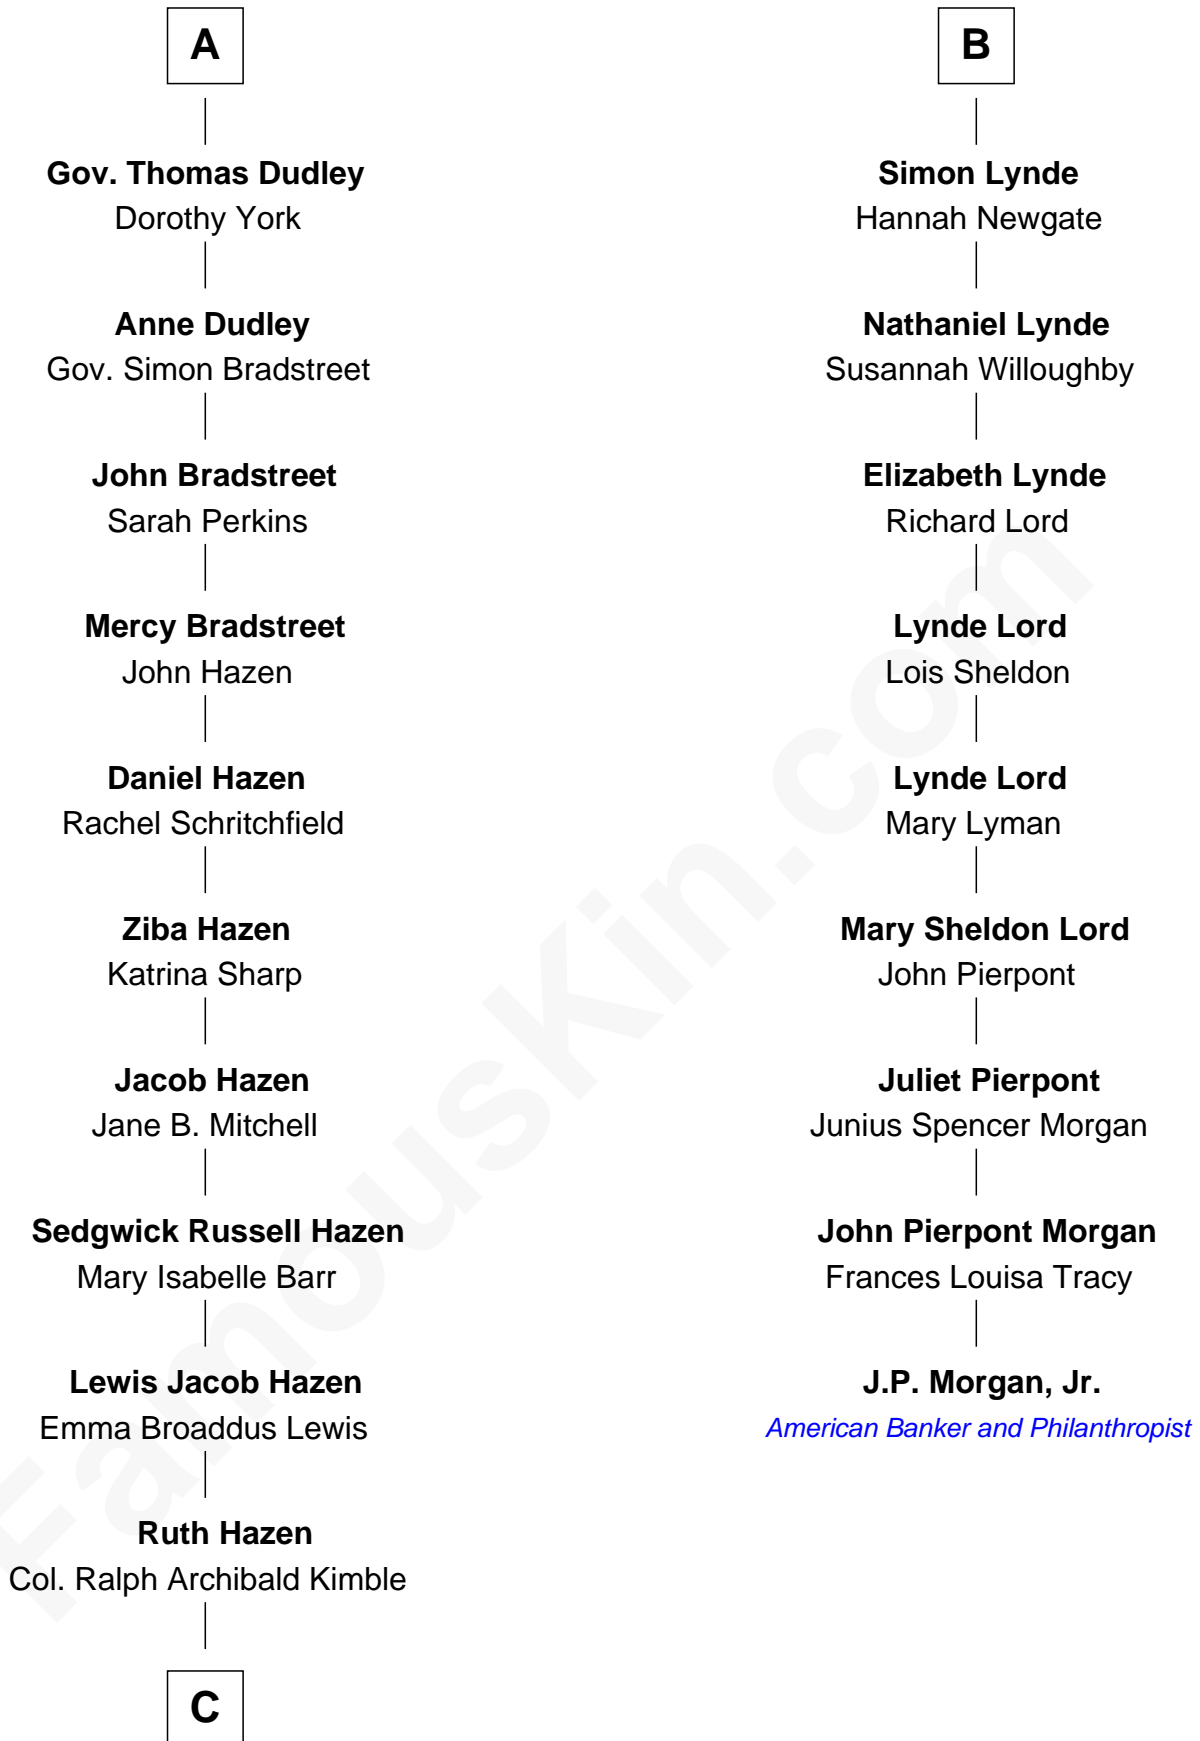 A
Gov. Thomas Dudley
Dorothy York
Anne Dudley
Gov. Simon Bradstreet
John Bradstreet
Sarah Perkins
Mercy Bradstreet
John Hazen
Daniel Hazen
Rachel Schritchfield
Ziba Hazen
Katrina Sharp
Jacob Hazen
Jane B. Mitchell
Sedgwick Russell Hazen
Mary Isabelle Barr
Lewis Jacob Hazen
Emma Broaddus Lewis
Ruth Hazen
Col. Ralph Archibald Kimble
C
B
Simon Lynde
Hannah Newgate
Nathaniel Lynde
Susannah Willoughby
Elizabeth Lynde
Richard Lord
Lynde Lord
Lois Sheldon
Lynde Lord
Mary Lyman
Mary Sheldon Lord
John Pierpont
Juliet Pierpont
Junius Spencer Morgan
John Pierpont Morgan
Frances Louisa Tracy
J.P. Morgan, Jr.
American Banker and Philanthropist
FamousKin.com